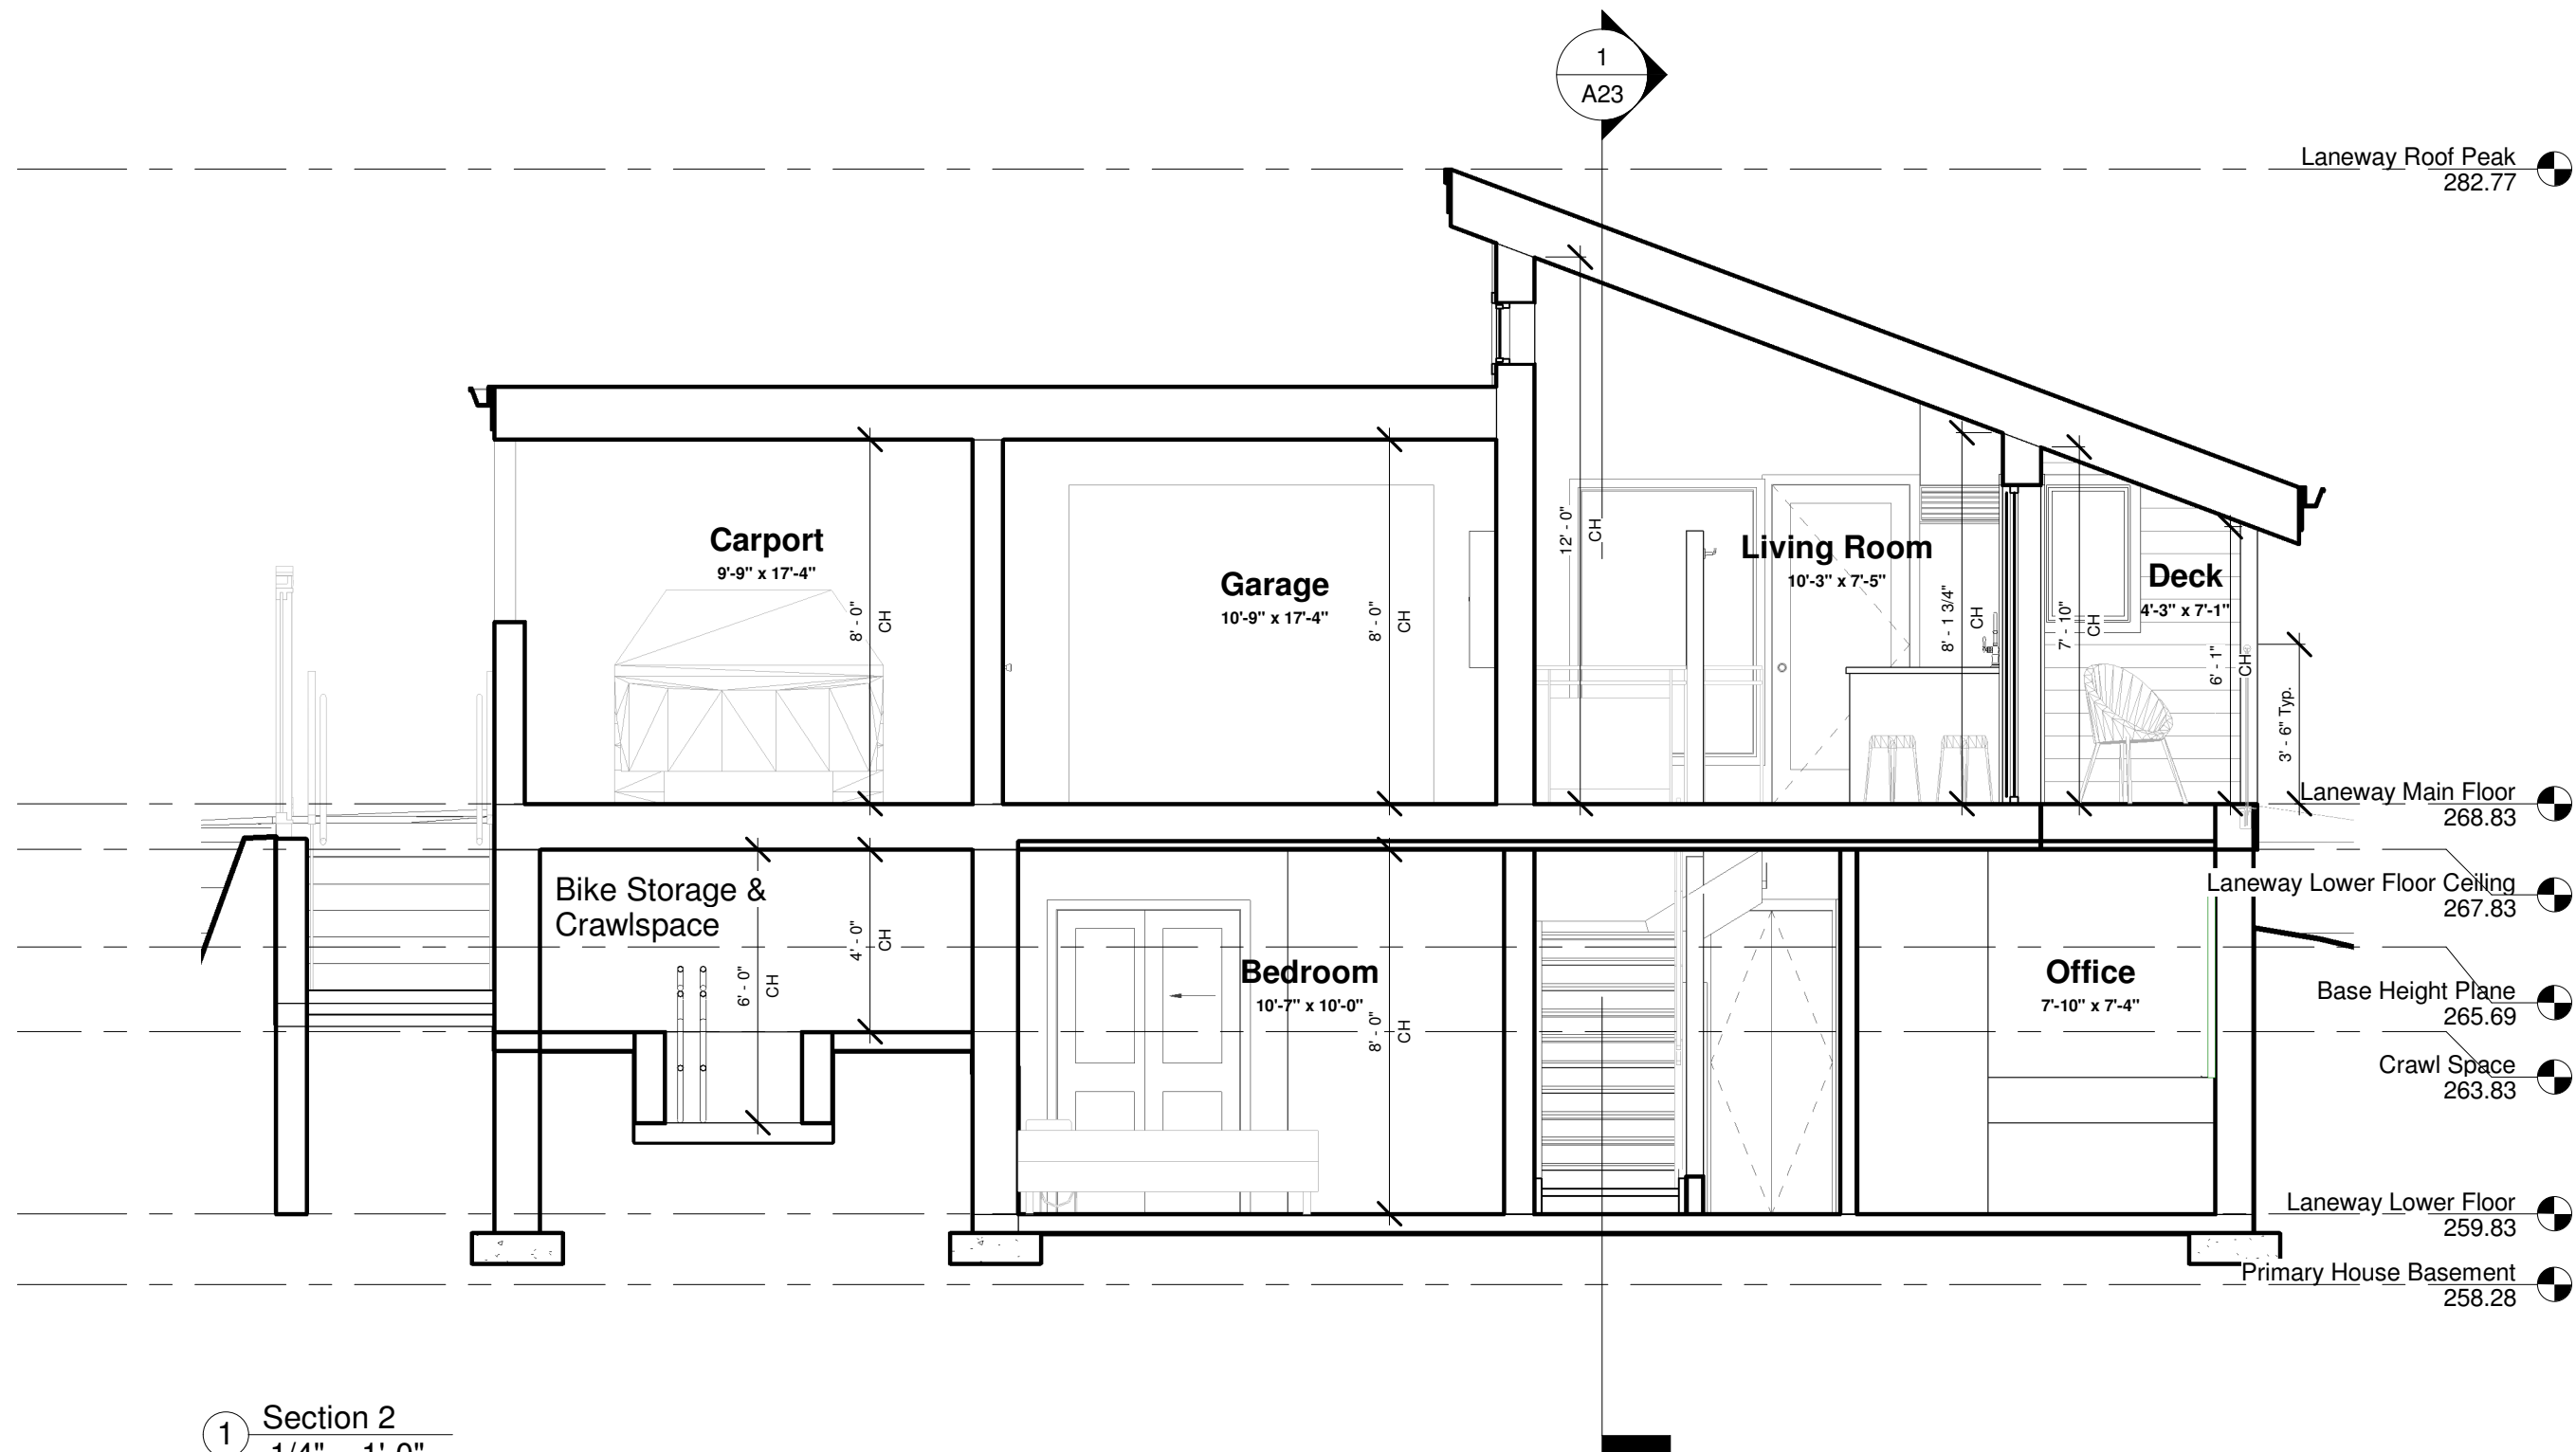 1
A23
Laneway Roof Peak
282.77
Carport
9'-9" x 17'-4"
8' - 0"
CH
Garage
10'-9" x 17'-4"
8' - 0"
CH
12' - 0"
CH
Living Room
10'-3" x 7'-5"
8' - 1 3/4"
CH
7' - 10"
CH
Deck
4'-3" x 7'-1"
6' - 1"
CH
3' - 6" Typ.
Laneway Main Floor
268.83
Laneway Lower Floor Ceiling
267.83
Bike Storage &
Crawlspace
6' - 0"
CH
4' - 0"
CH
Bedroom
10'-7" x 10'-0"
8' - 0"
CH
Office
7'-10" x 7'-4"
Base Height Plane
265.69
Crawl Space
263.83
Laneway Lower Floor
259.83
Primary House Basement
258.28
1
Section 2
1/4" = 1'-0"